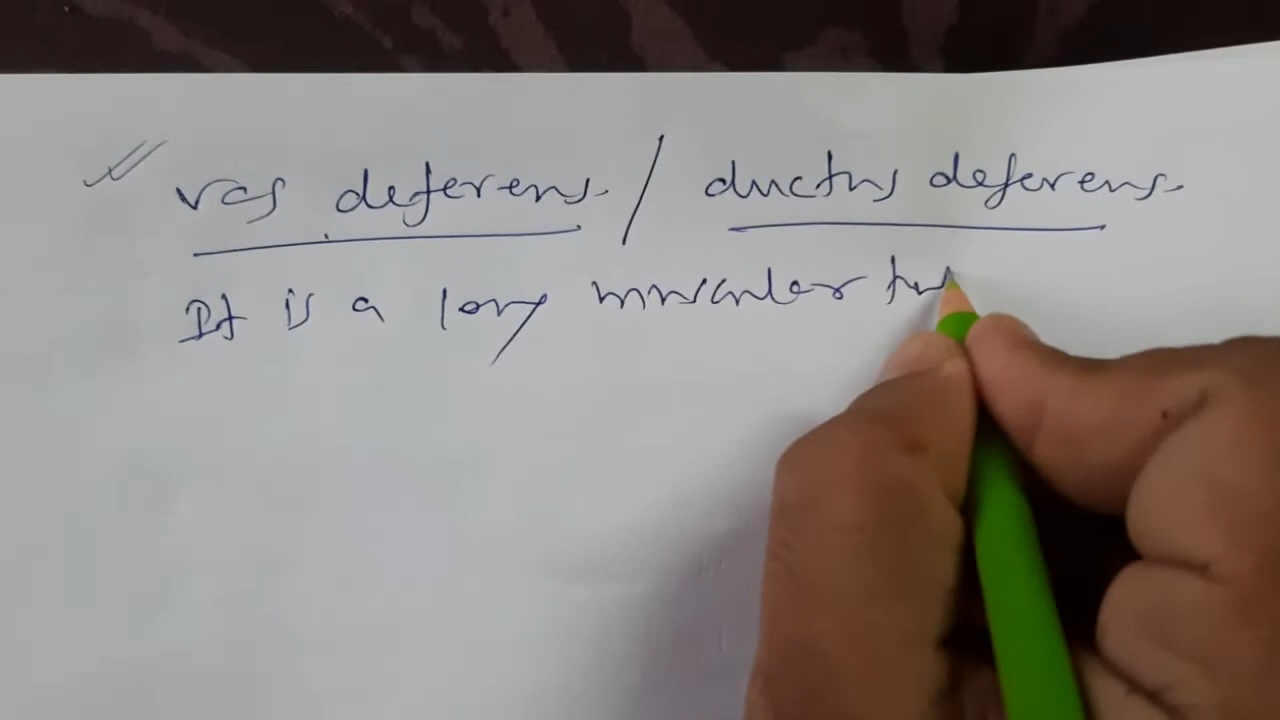 vas deferens. / ductus deferens.
It is a long muscular